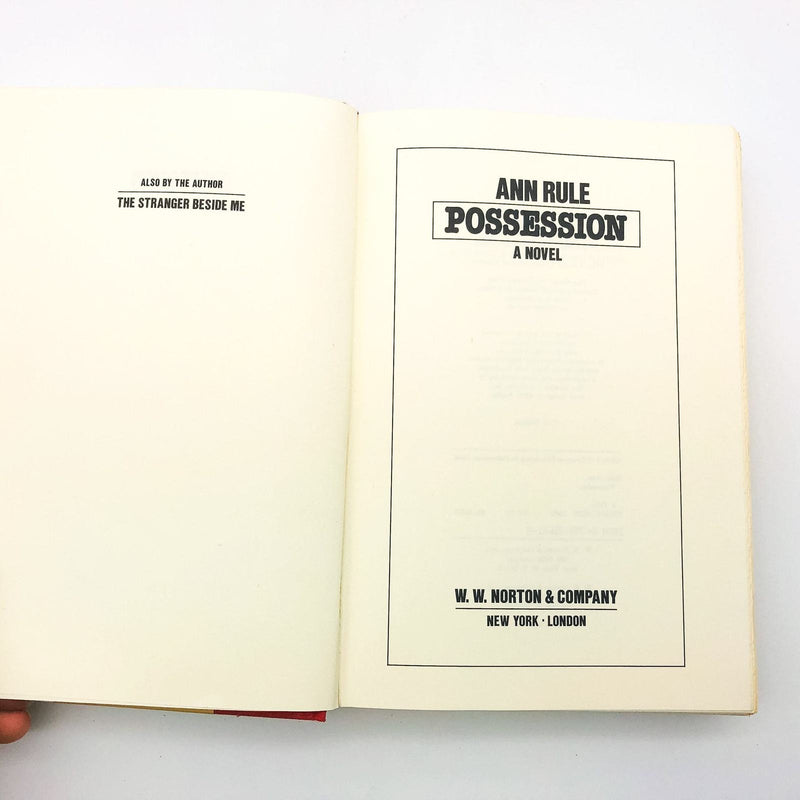 ALSO BY THE AUTHOR
THE STRANGER BESIDE ME
ANN RULE
POSSESSION
A NOVEL
W. W. NORTON & COMPANY
NEW YORK · LONDON